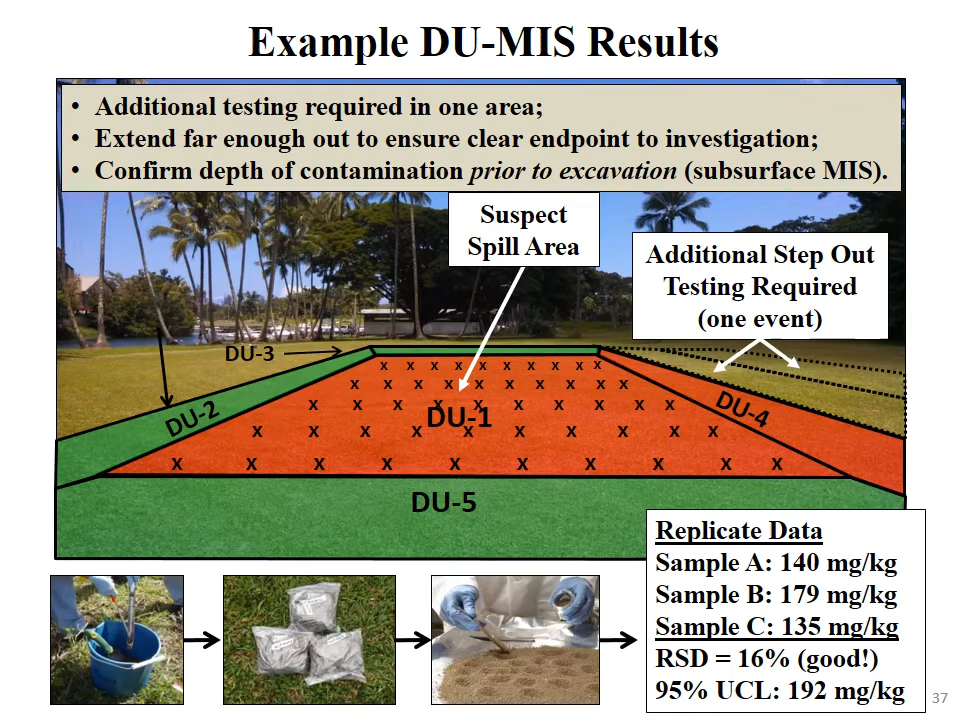 Example DU-MIS Results
• Additional testing required in one area;
• Extend far enough out to ensure clear endpoint to investigation;
• Confirm depth of contamination prior to excavation (subsurface MIS).
Suspect
Spill Area
Additional Step Out
Testing Required
(one event)
DU-3
x x x x x x x x x x
x x x x x x x x x x
DU-2
DU-4
x x x x x x x x x x
DU-1
x x x x x x x x x x
x x x x x x x x x x
DU-5
Replicate Data
Sample A: 140 mg/kg
Sample B: 179 mg/kg
Sample C: 135 mg/kg
RSD = 16% (good!)
95% UCL: 192 mg/kg
37